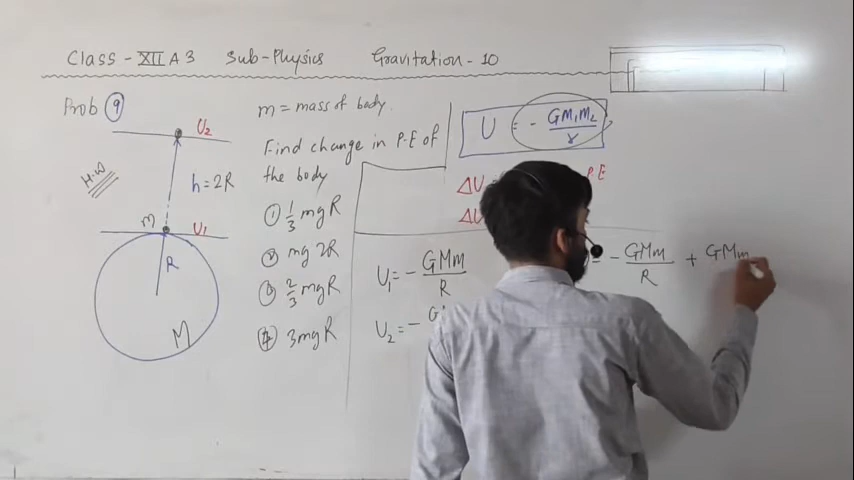 Class - XII A3 Sub-Physics Gravitation - 10
Prob 9
m = mass of body.
Find change in P.E of
the body
① 1/3 mgR
② mg 2R
③ 2/3 mgR
④ 3mgR
H.W
U₂
h = 2R
m
U₁
R
M
U = - GM₁M₂/r
ΔU
P.E
ΔU
U₁ = - GMm/R
U₂ = - G
= - GMm/R + GMm